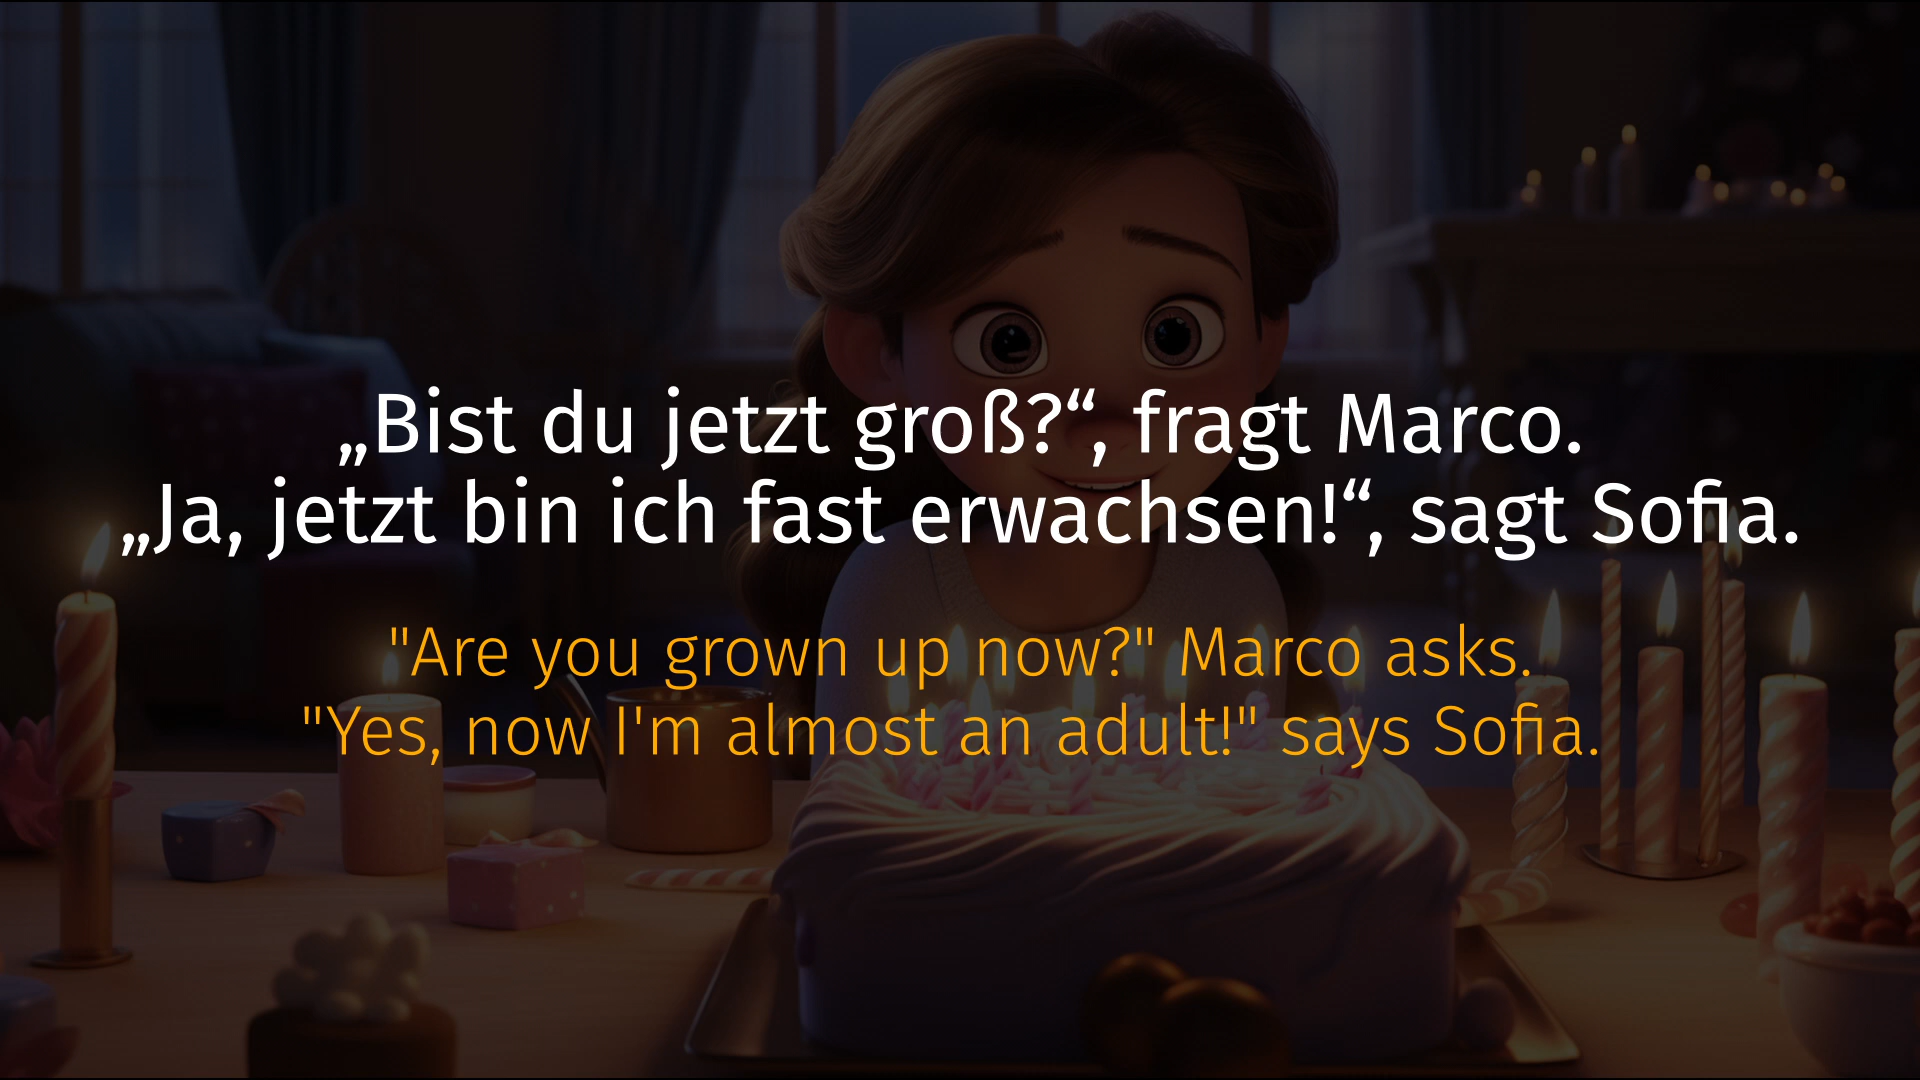 „Bist du jetzt groß?“, fragt Marco.
„Ja, jetzt bin ich fast erwachsen!“, sagt Sofia.
"Are you grown up now?" Marco asks.
"Yes, now I'm almost an adult!" says Sofia.